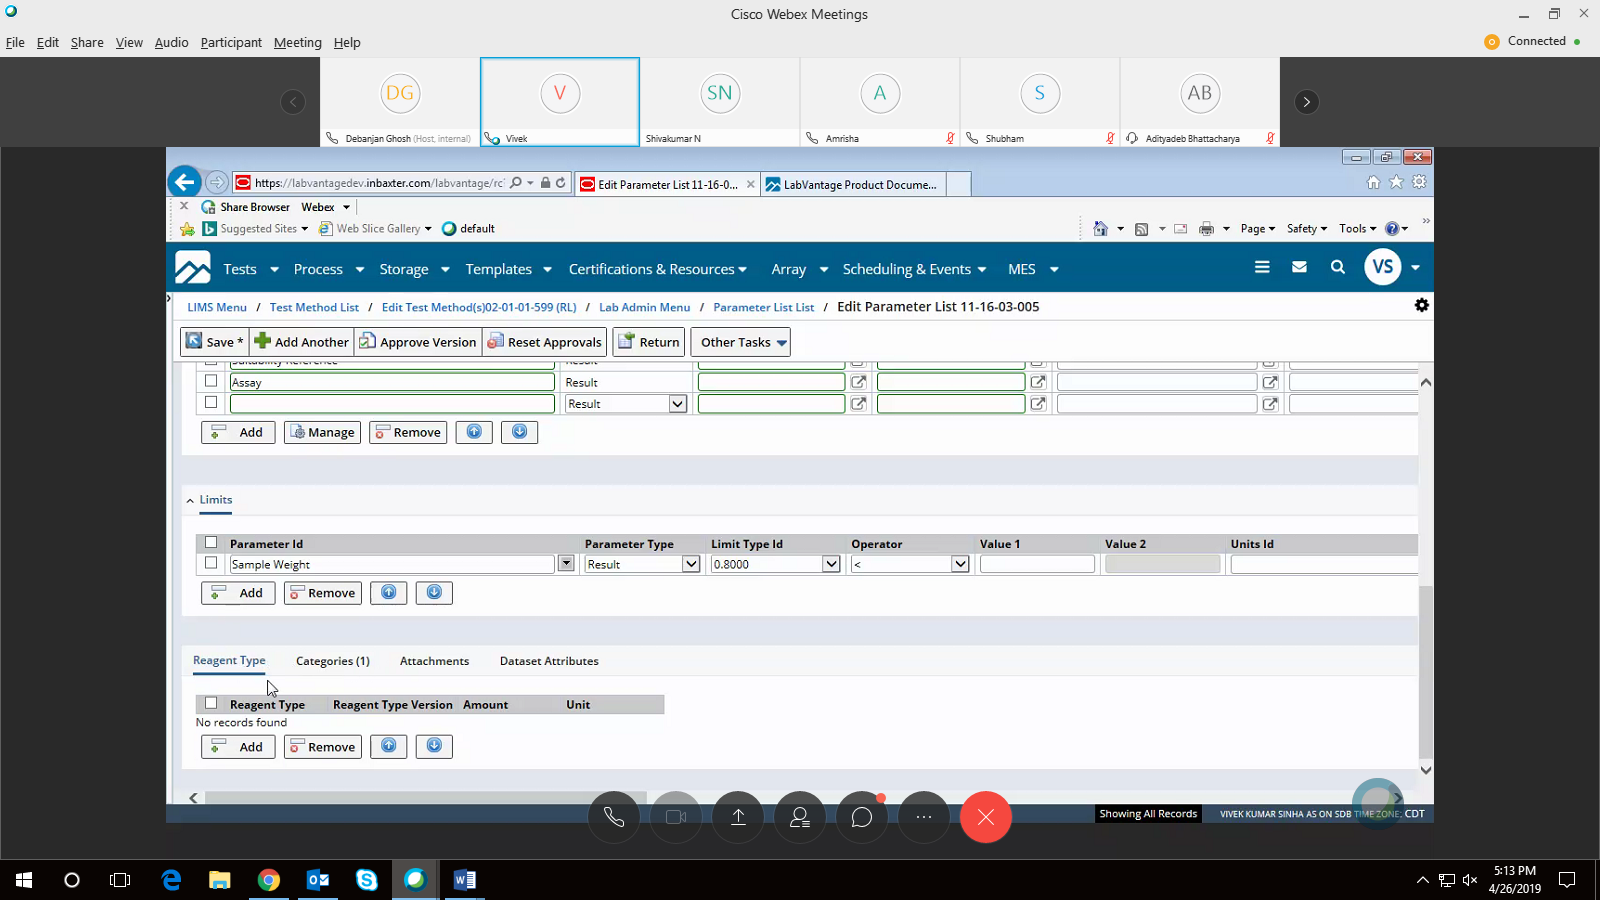 Cisco Webex Meetings
File Edit Share View Audio Participant Meeting Help
Connected
DG V SN A S AB
Debanjan Ghosh (Host, internal) Vivek Shivakumar N Amrisha Shubham Adityadeb Bhattacharya
https://labvantagedev.inbaxter.com/labvantage/rc Edit Parameter List 11-16-0... LabVantage Product Docume...
Share Browser Webex
Suggested Sites Web Slice Gallery default Page Safety Tools
Tests Process Storage Templates Certifications & Resources Array Scheduling & Events MES VS
LIMS Menu / Test Method List / Edit Test Method(s)02-01-01-599 (RL) / Lab Admin Menu / Parameter List List / Edit Parameter List 11-16-03-005
Save * Add Another Approve Version Reset Approvals Return Other Tasks
Suitability Reference Result
Assay Result
Result
Add Manage Remove
Limits
Parameter Id Parameter Type Limit Type Id Operator Value 1 Value 2 Units Id
Sample Weight Result 0.8000 <
Add Remove
Reagent Type Categories (1) Attachments Dataset Attributes
Reagent Type Reagent Type Version Amount Unit
No records found
Add Remove
Showing All Records VIVEK KUMAR SINHA AS ON SDB TIME ZONE: CDT
5:13 PM
4/26/2019